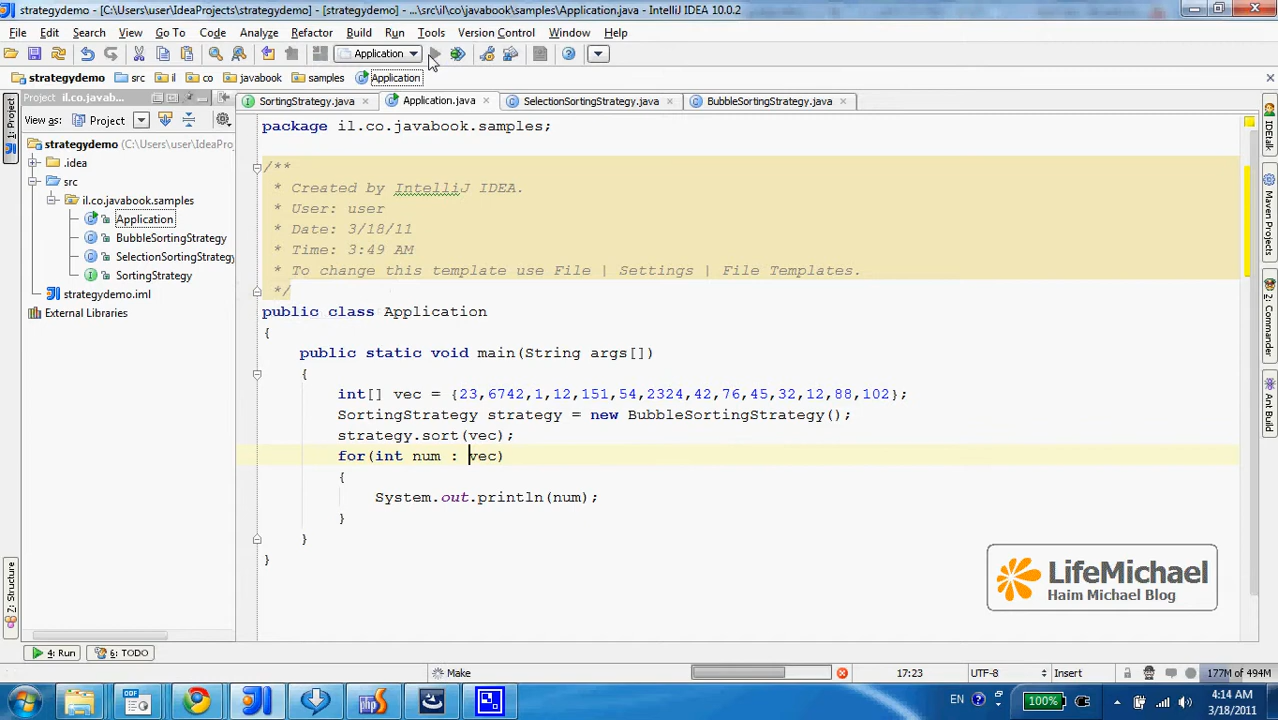 strategydemo - [C:\Users\user\IdeaProjects\strategydemo] - [strategydemo] - ...\src\il\co\javabook\samples\Application.java - IntelliJ IDEA 10.0.2
File Edit Search View Go To Code Analyze Refactor Build Run Tools Version Control Window Help
Application
strategydemo src il co javabook samples Application
Project il.co.javab...
SortingStrategy.java Application.java SelectionSortingStrategy.java BubbleSortingStrategy.java
View as: Project
1: Project
strategydemo (C:\Users\user\IdeaProj
.idea
src
il.co.javabook.samples
Application
BubbleSortingStrategy
SelectionSortingStrategy
SortingStrategy
strategydemo.iml
External Libraries
7: Structure
package il.co.javabook.samples;
/**
* Created by IntelliJ IDEA.
* User: user
* Date: 3/18/11
* Time: 3:49 AM
* To change this template use File | Settings | File Templates.
*/
public class Application
{
public static void main(String args[])
{
int[] vec = {23,6742,1,12,151,54,2324,42,76,45,32,12,88,102};
SortingStrategy strategy = new BubbleSortingStrategy();
strategy.sort(vec);
for(int num : vec)
{
System.out.println(num);
}
}
}
IDEtalk
Maven Projects
2: Commander
Ant Build
LifeMichael
Haim Michael Blog
4: Run 6: TODO
Make 17:23 UTF-8 Insert 177M of 494M
EN 100% 4:14 AM
3/18/2011